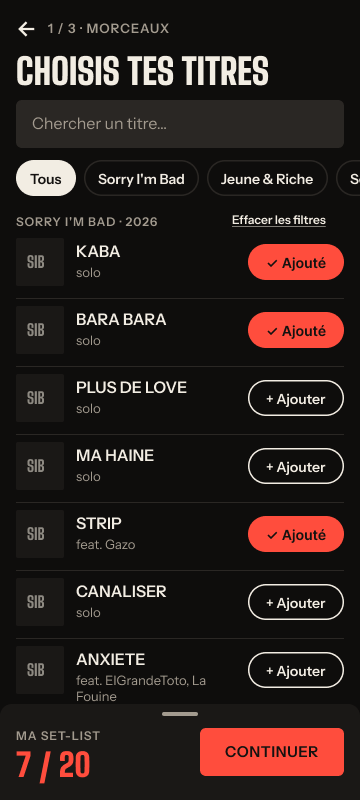 ← 1 / 3 · MORCEAUX
CHOISIS TES TITRES
Chercher un titre...
Tous Sorry I'm Bad Jeune & Riche
SORRY I'M BAD · 2026 Effacer les filtres
SIB KABA ✓ Ajouté
solo
SIB BARA BARA ✓ Ajouté
solo
SIB PLUS DE LOVE + Ajouter
solo
SIB MA HAINE + Ajouter
solo
SIB STRIP ✓ Ajouté
feat. Gazo
SIB CANALISER + Ajouter
solo
SIB ANXIETE + Ajouter
feat. ElGrandeToto, La
Fouine
MA SET-LIST
7 / 20 CONTINUER